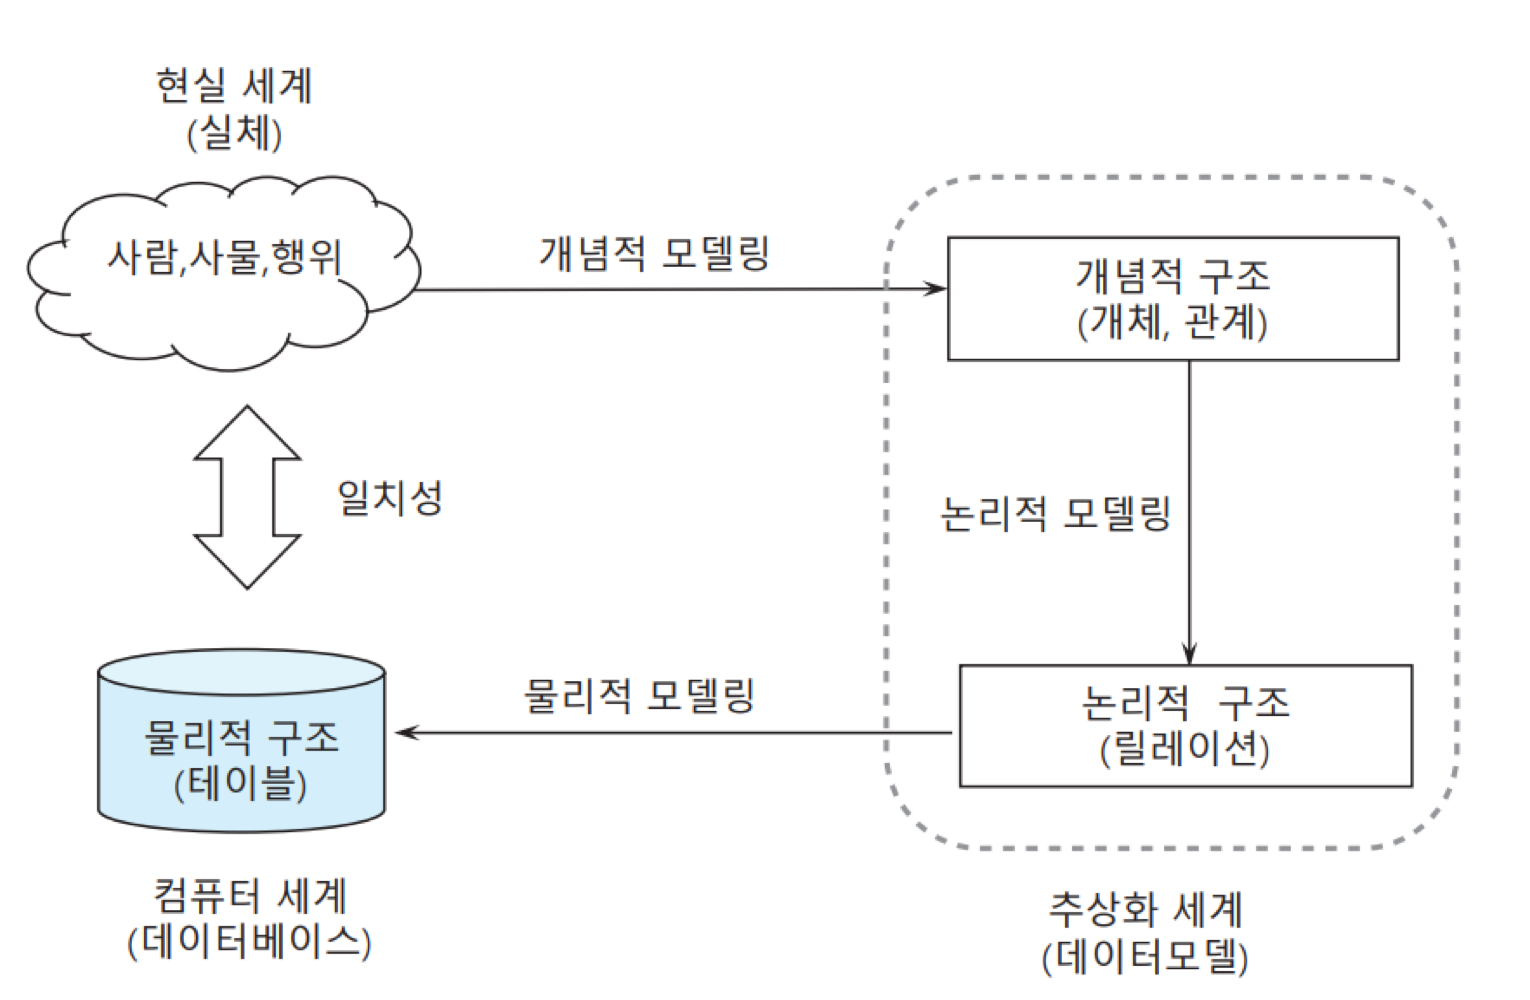 현실 세계
(실체)
사람,사물,행위
개념적 모델링
개념적 구조
(개체, 관계)
일치성
논리적 모델링
물리적 모델링
논리적 구조
(릴레이션)
물리적 구조
(테이블)
컴퓨터 세계
(데이터베이스)
추상화 세계
(데이터모델)